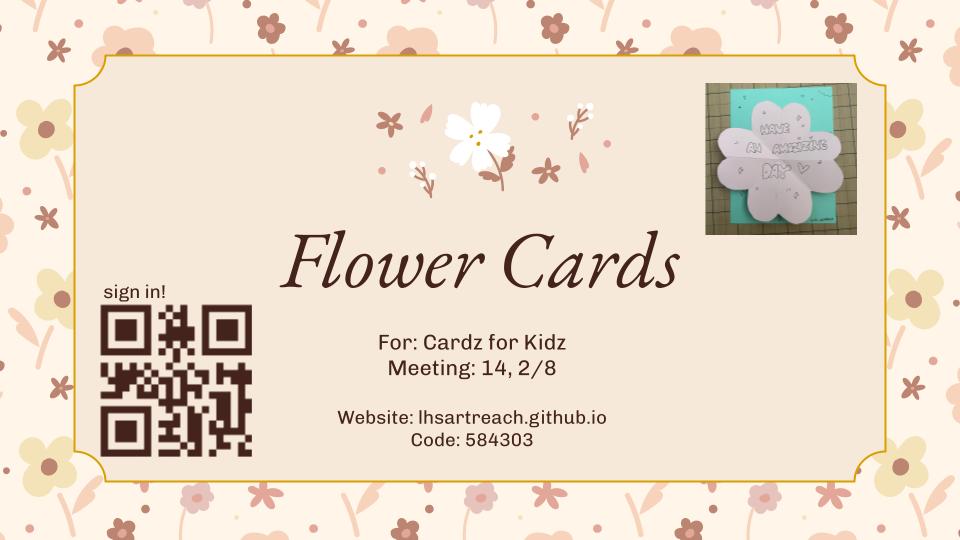 HAVE
AN AMAZING
DAY
Flower Cards
sign in!
For: Cardz for Kidz
Meeting: 14, 2/8
Website: lhsartreach.github.io
Code: 584303